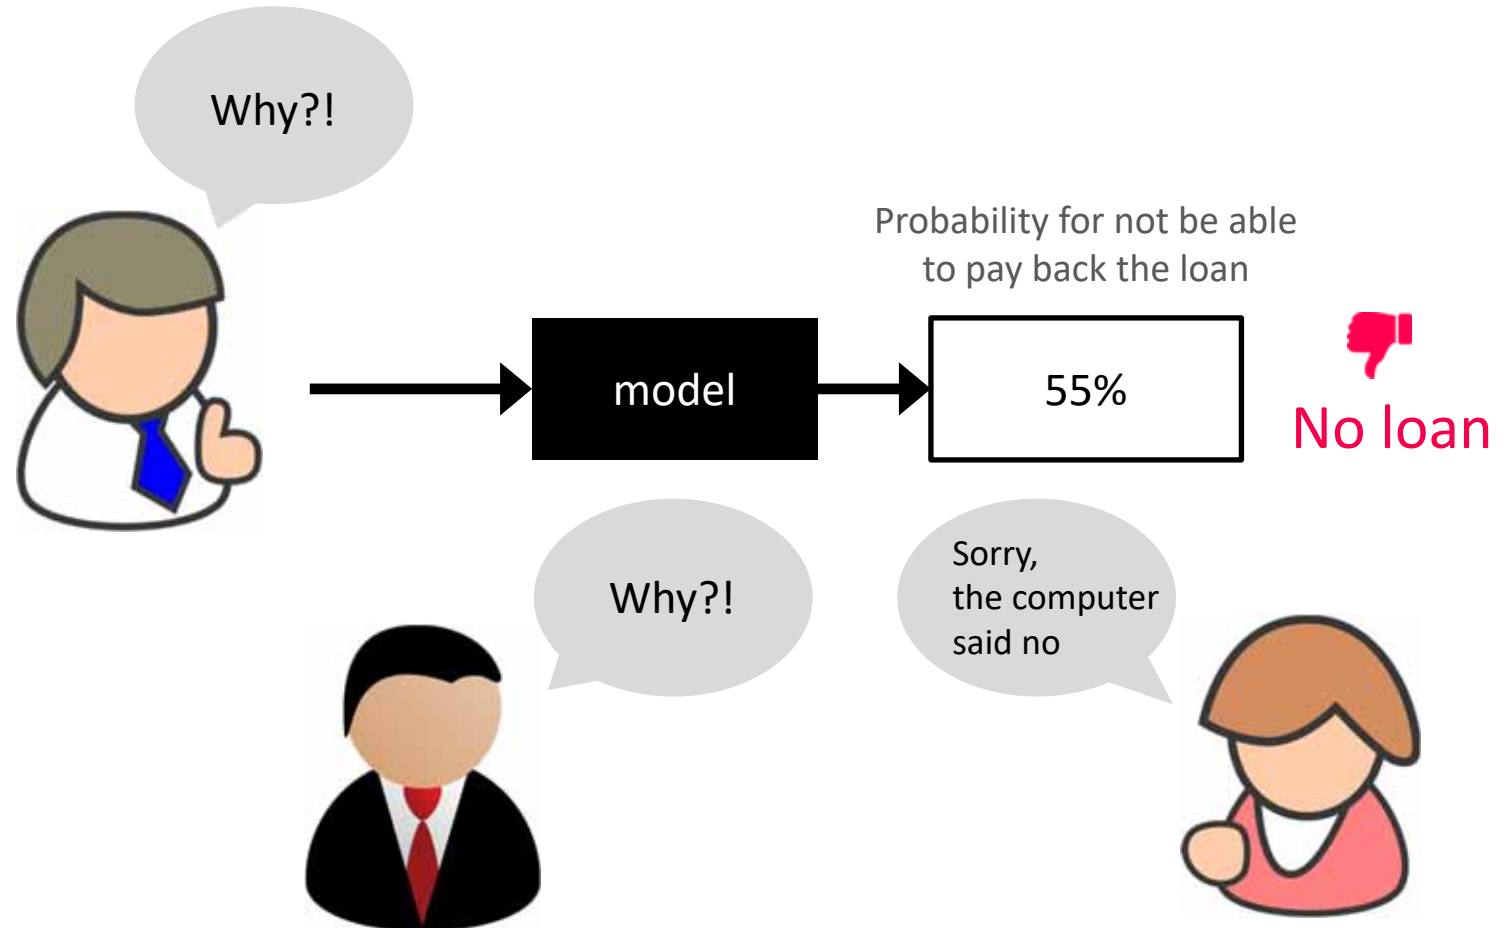 Why?!
Probability for not be able
to pay back the loan
model
55%
No loan
Why?!
Sorry,
the computer
said no